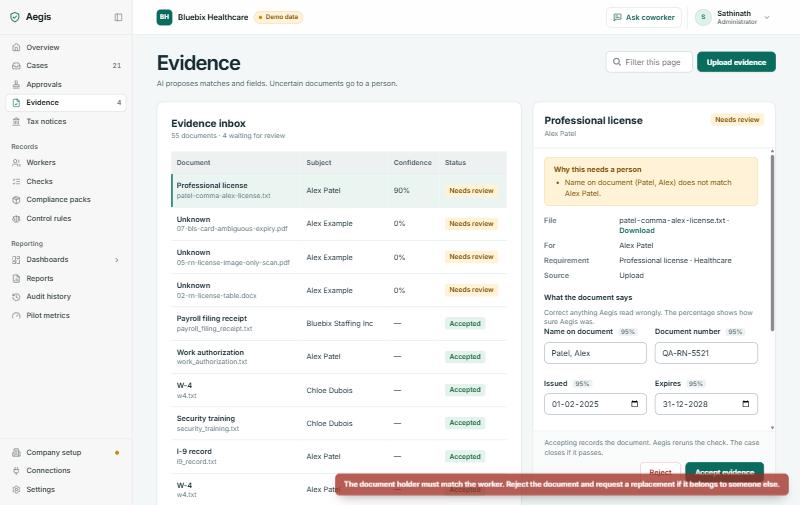 Aegis
BH Bluebix Healthcare Demo data
Ask coworker
S Sathinath
Administrator
Overview
Cases 21
Approvals
Evidence 4
Tax notices
Records
Workers
Checks
Compliance packs
Control rules
Reporting
Dashboards
Reports
Audit history
Pilot metrics
Company setup
Connections
Settings
Evidence
AI proposes matches and fields. Uncertain documents go to a person.
Filter this page
Upload evidence
Evidence inbox
55 documents · 4 waiting for review
Document Subject Confidence Status
Professional license
patel-comma-alex-license.txt
Alex Patel 90% Needs review
Unknown
07-bls-card-ambiguous-expiry.pdf
Alex Example 0% Needs review
Unknown
05-rn-license-image-only-scan.pdf
Alex Example 0% Needs review
Unknown
02-rn-license-table.docx
Alex Example 0% Needs review
Payroll filing receipt
payroll_filing_receipt.txt
Bluebix Staffing Inc — Accepted
Work authorization
work_authorization.txt
Alex Patel — Accepted
W-4
w4.txt
Chloe Dubois — Accepted
Security training
security_training.txt
Chloe Dubois — Accepted
I-9 record
i9_record.txt
Alex Patel — Accepted
W-4
w4.txt
Alex Patel
Professional license Needs review
Alex Patel
Why this needs a person
• Name on document (Patel, Alex) does not match
Alex Patel.
File patel-comma-alex-license.txt ·
Download
For Alex Patel
Requirement Professional license · Healthcare
Source Upload
What the document says
Correct anything Aegis read wrongly. The percentage shows how
sure Aegis was.
Name on document 95% Document number 95%
Patel, Alex QA-RN-5521
Issued 95% Expires 95%
01-02-2025 31-12-2028
Accepting records the document. Aegis reruns the check. The case
closes if it passes.
Reject Accept evidence
The document holder must match the worker. Reject the document and request a replacement if it belongs to someone else.